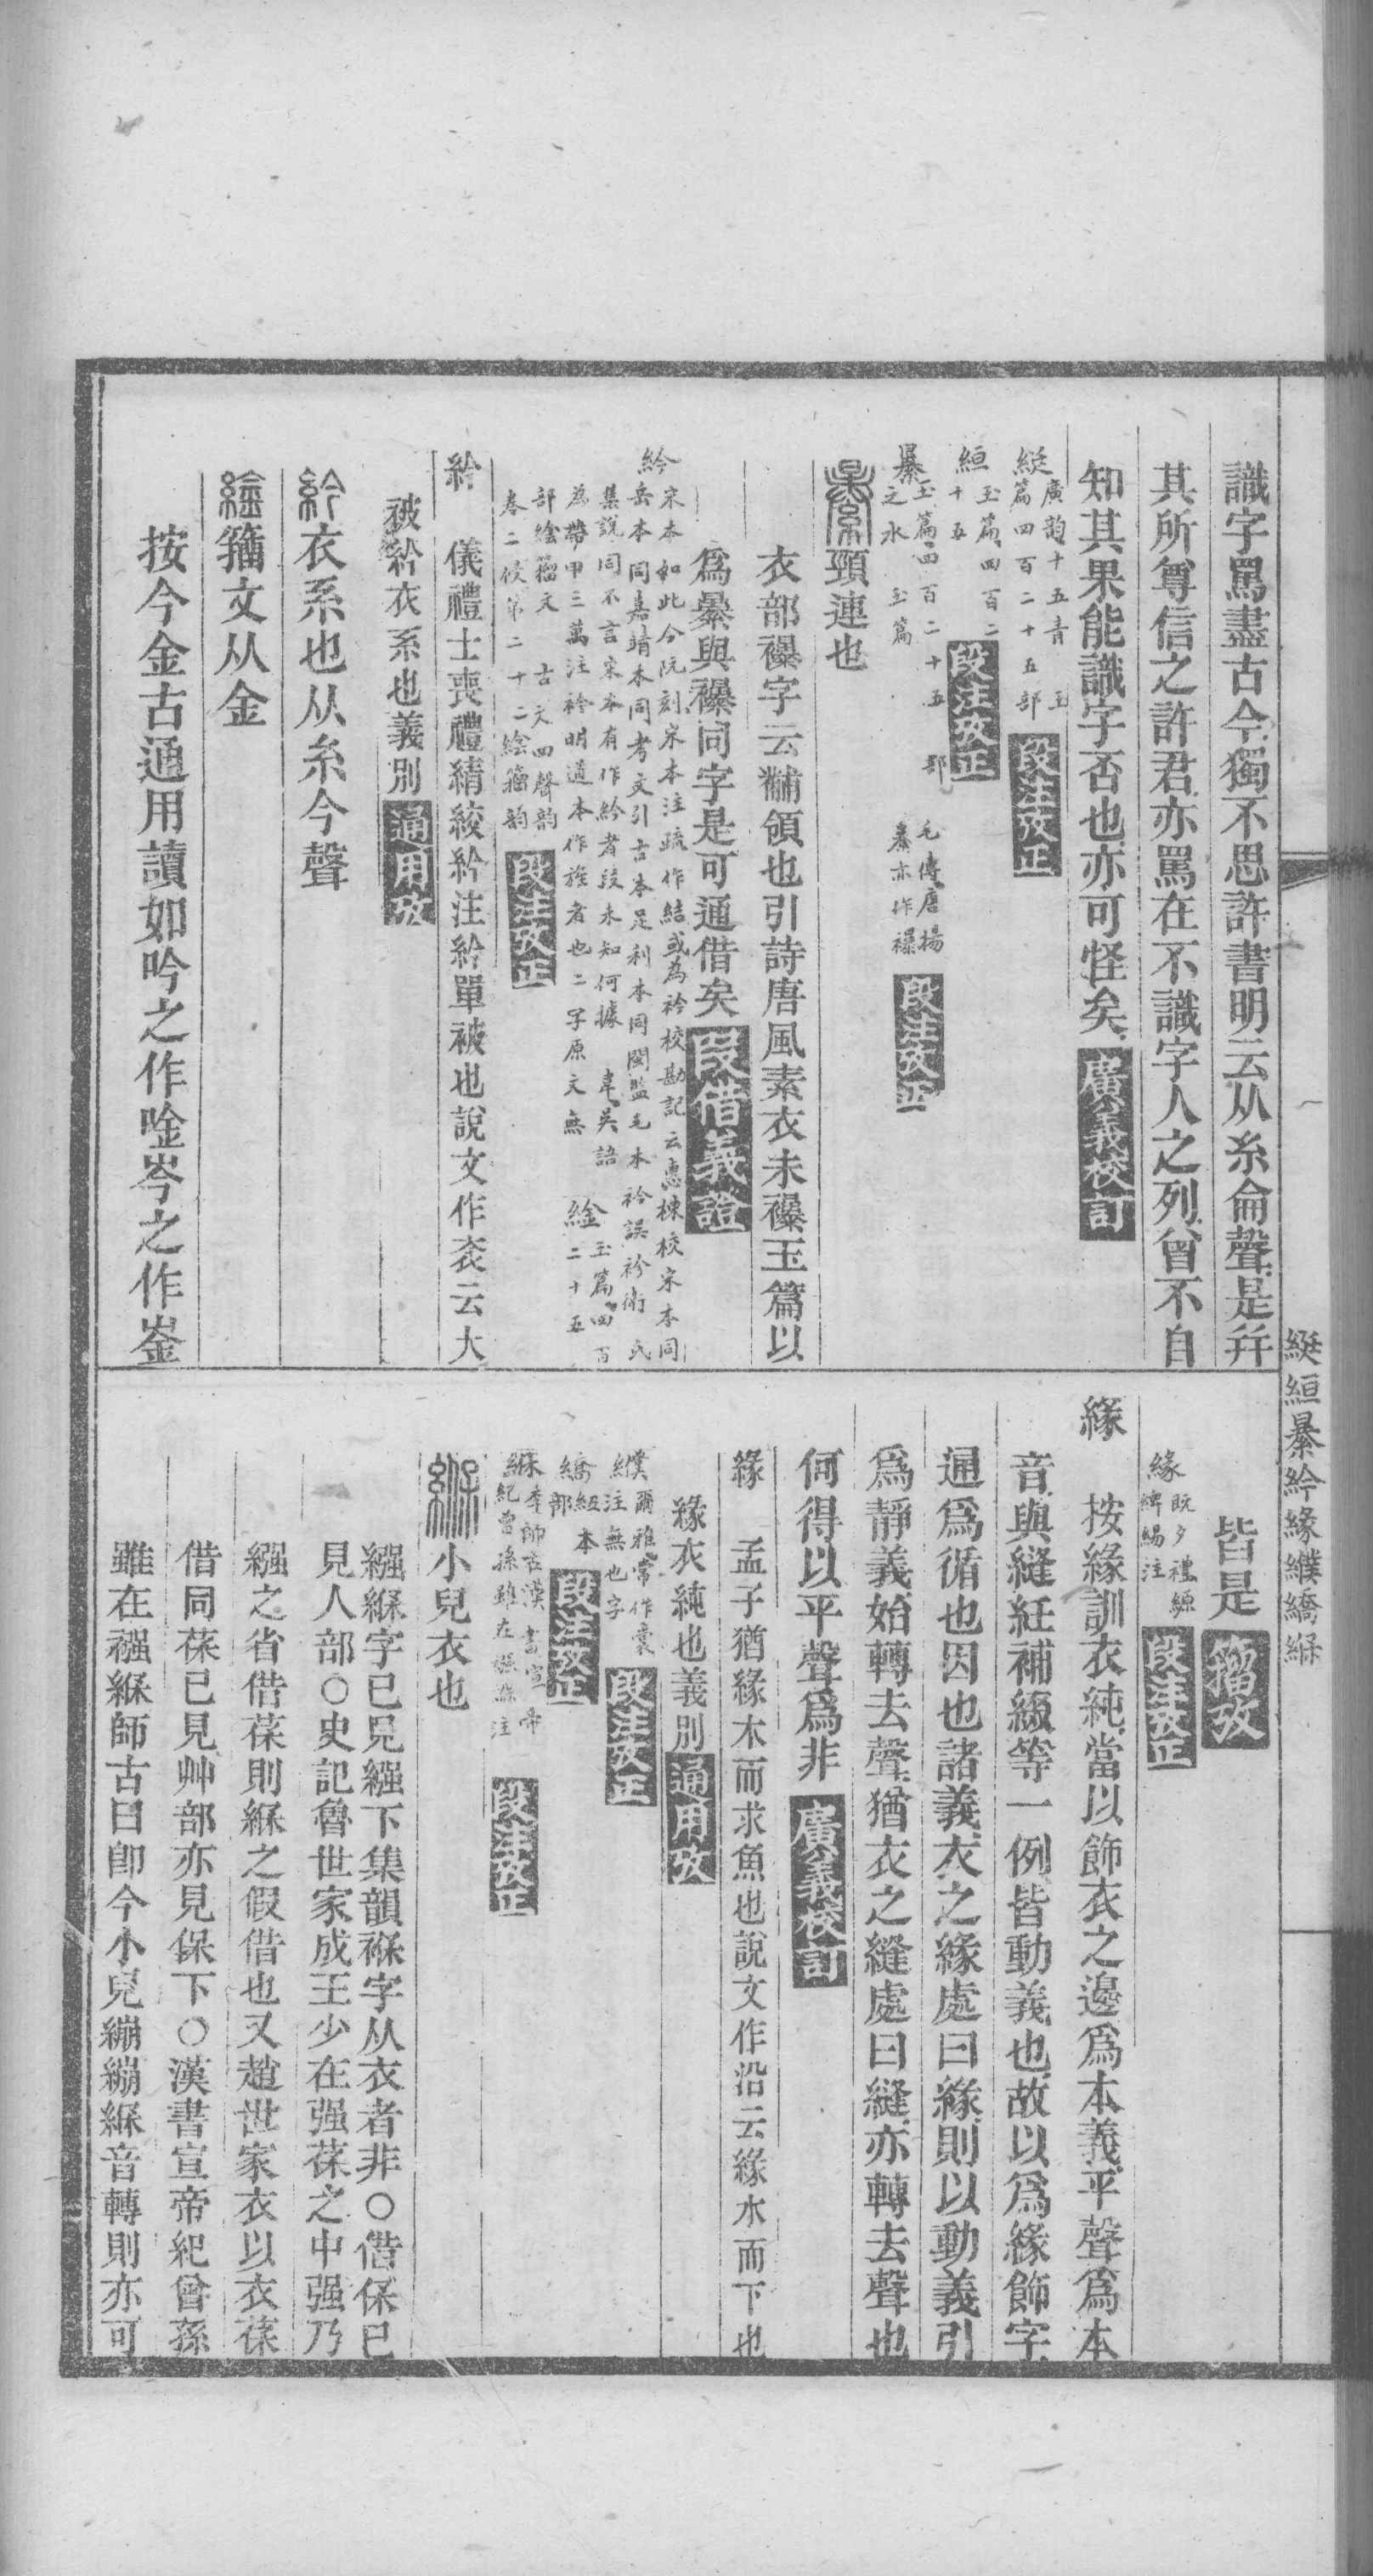 識字罵盡古今獨不思許書明云从糸侖聲是幷
其所尊信之許君亦罵在不識字人之列曾不自
知其果能識字否也亦可怪矣廣義校訂
綎廣韵十五青 玉
篇四百二十五部段注攷正
絙玉篇四百二
十五段注攷正
㬥玉篇四百二十五部
之水 玉篇
毛傳唐揚
㬥亦作襮段注攷正
頸連也
衣部襮字云黼領也引詩唐風素衣朱襮玉篇以
爲㬥與襮同字是可通借矣段借義證
紟宋本如此今阮刻宋本注疏作結或為衿校勘記云惠棟校宋本同
岳本同嘉靖本同考文引古本足利本同閩監毛本衿誤衿衛氏
集說同不言宋本有作紟者段未知何據 韋吳語
為帶甲三萬注衿明道本作旌者也二字原文無
䋮玉篇四百
二十五
部䋮籀文 古文四聲韵
卷二侵第二十二䋮籀韵段注攷正
紟 儀禮士喪禮綪絞紟注紟單被也說文作衾云大
被紟衣系也義別通用攷
紟衣系也从糸今聲
䋮籀文从金
按今金古通用讀如吟之作唫岑之作崟
皆是籀攷
緣既夕禮縓
綼緆注段注攷正
緣 按緣訓衣純當以飾衣之邊爲本義平聲爲本
音與縫紝補綴等一例皆動義也故以爲緣飾字
通爲循也因也諸義衣之緣處曰緣則以動義引
爲靜義始轉去聲猶衣之縫處曰縫亦轉去聲也
何得以平聲爲非廣義校訂
緣 孟子猶緣木而求魚也說文作沿云緣水而下也
緣衣純也義別通用攷
纀爾雅常作裳
注無也字段注攷正
繑級本
部段注攷正
緥李師古漢書宣帝
紀曾孫雖在襁緥注段注攷正
小兒衣也
繈緥字已見繈下集韻褓字从衣者非○借保已
見人部○史記魯世家成王少在强葆之中强乃
繈之省借葆則緥之假借也又趙世家衣以衣葆
借同葆已見艸部亦見保下○漢書宣帝紀曾孫
雖在襁緥師古曰卽今小兒繃繃緥音轉則亦可
綎絙㬥紟緣纀繑緥